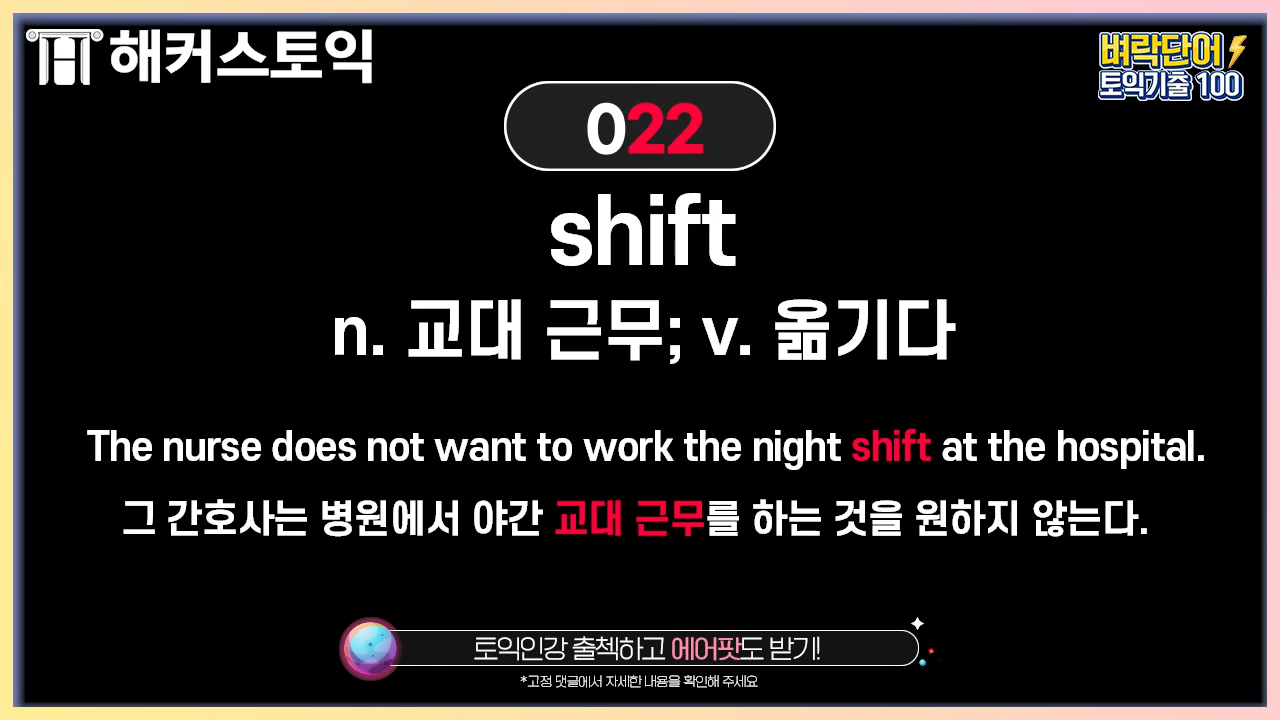 해커스토익
벼락단어
토익기출 100
022
shift
n. 교대 근무; v. 옮기다
The nurse does not want to work the night shift at the hospital.
그 간호사는 병원에서 야간 교대 근무를 하는 것을 원하지 않는다.
토익인강 출첵하고 에어팟도 받기!
*고정 댓글에서 자세한 내용을 확인해 주세요